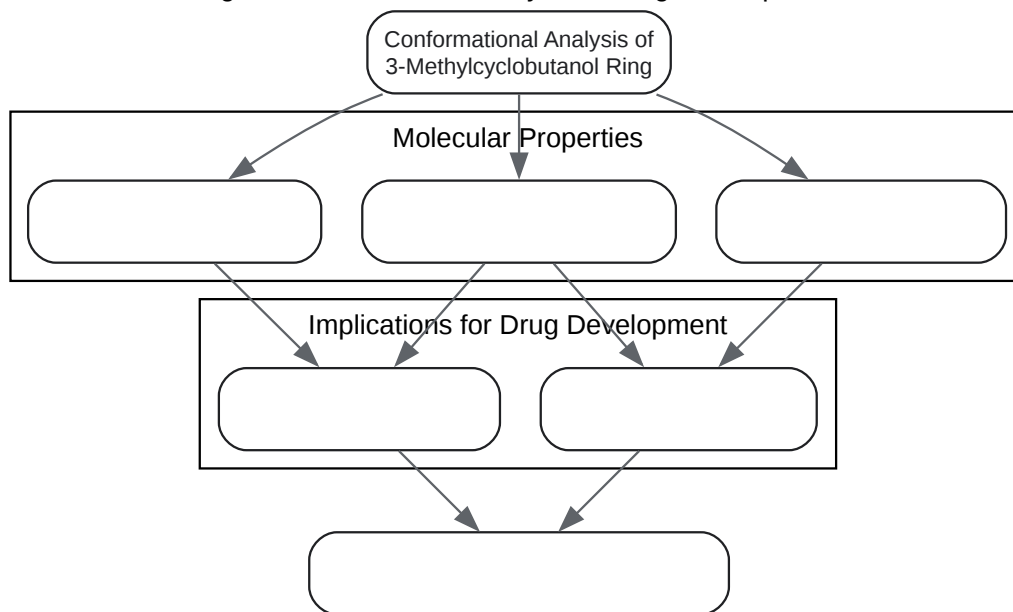 Conformational Analysis of
3-Methylcyclobutanol Ring
Molecular Properties
Implications for Drug Development